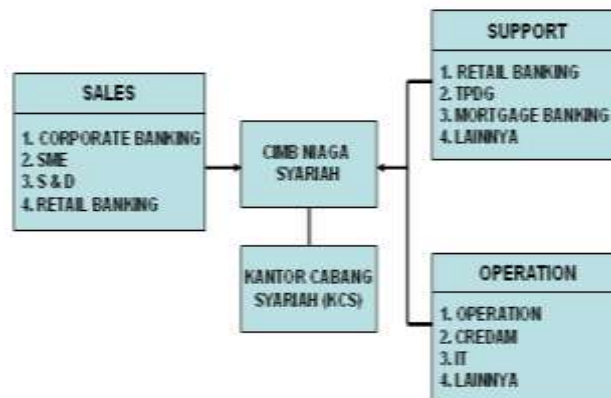 SALES
1. CORPORATE BANKING
2. SME
3. S & D
4. RETAIL BANKING
CIMB NIAGA
SYARIAH
KANTOR CABANG
SYARIAH (KCS)
SUPPORT
1. RETAIL BANKING
2. TPDG
3. MORTGAGE BANKING
4. LAINNYA
OPERATION
1. OPERATION
2. CREDAM
3. IT
4. LAINNYA